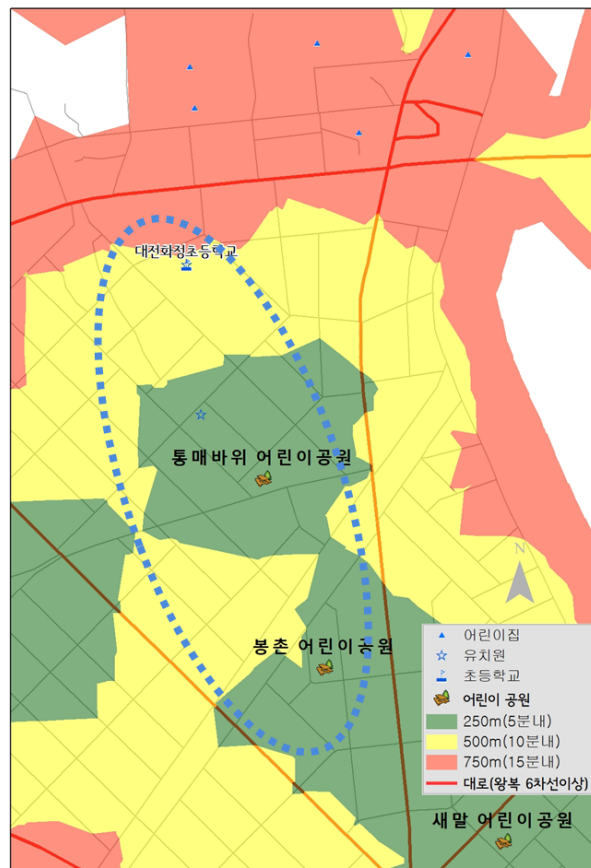 대전화정초등학교
통매바위 어린이공원
봉촌 어린이공원
N
어린이집
유치원
초등학교
어린이 공원
250m(5분내)
500m(10분내)
750m(15분내)
대로(왕복 6차선이상)
새말 어린이공원